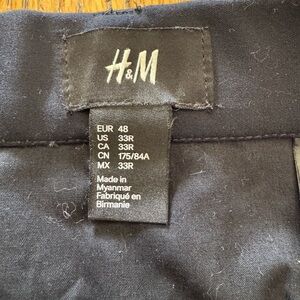 H&M
EUR 48
US 33R
CA 33R
CN 175/84A
MX 33R
Made in
Myanmar
Fabriqué en
Birmanie